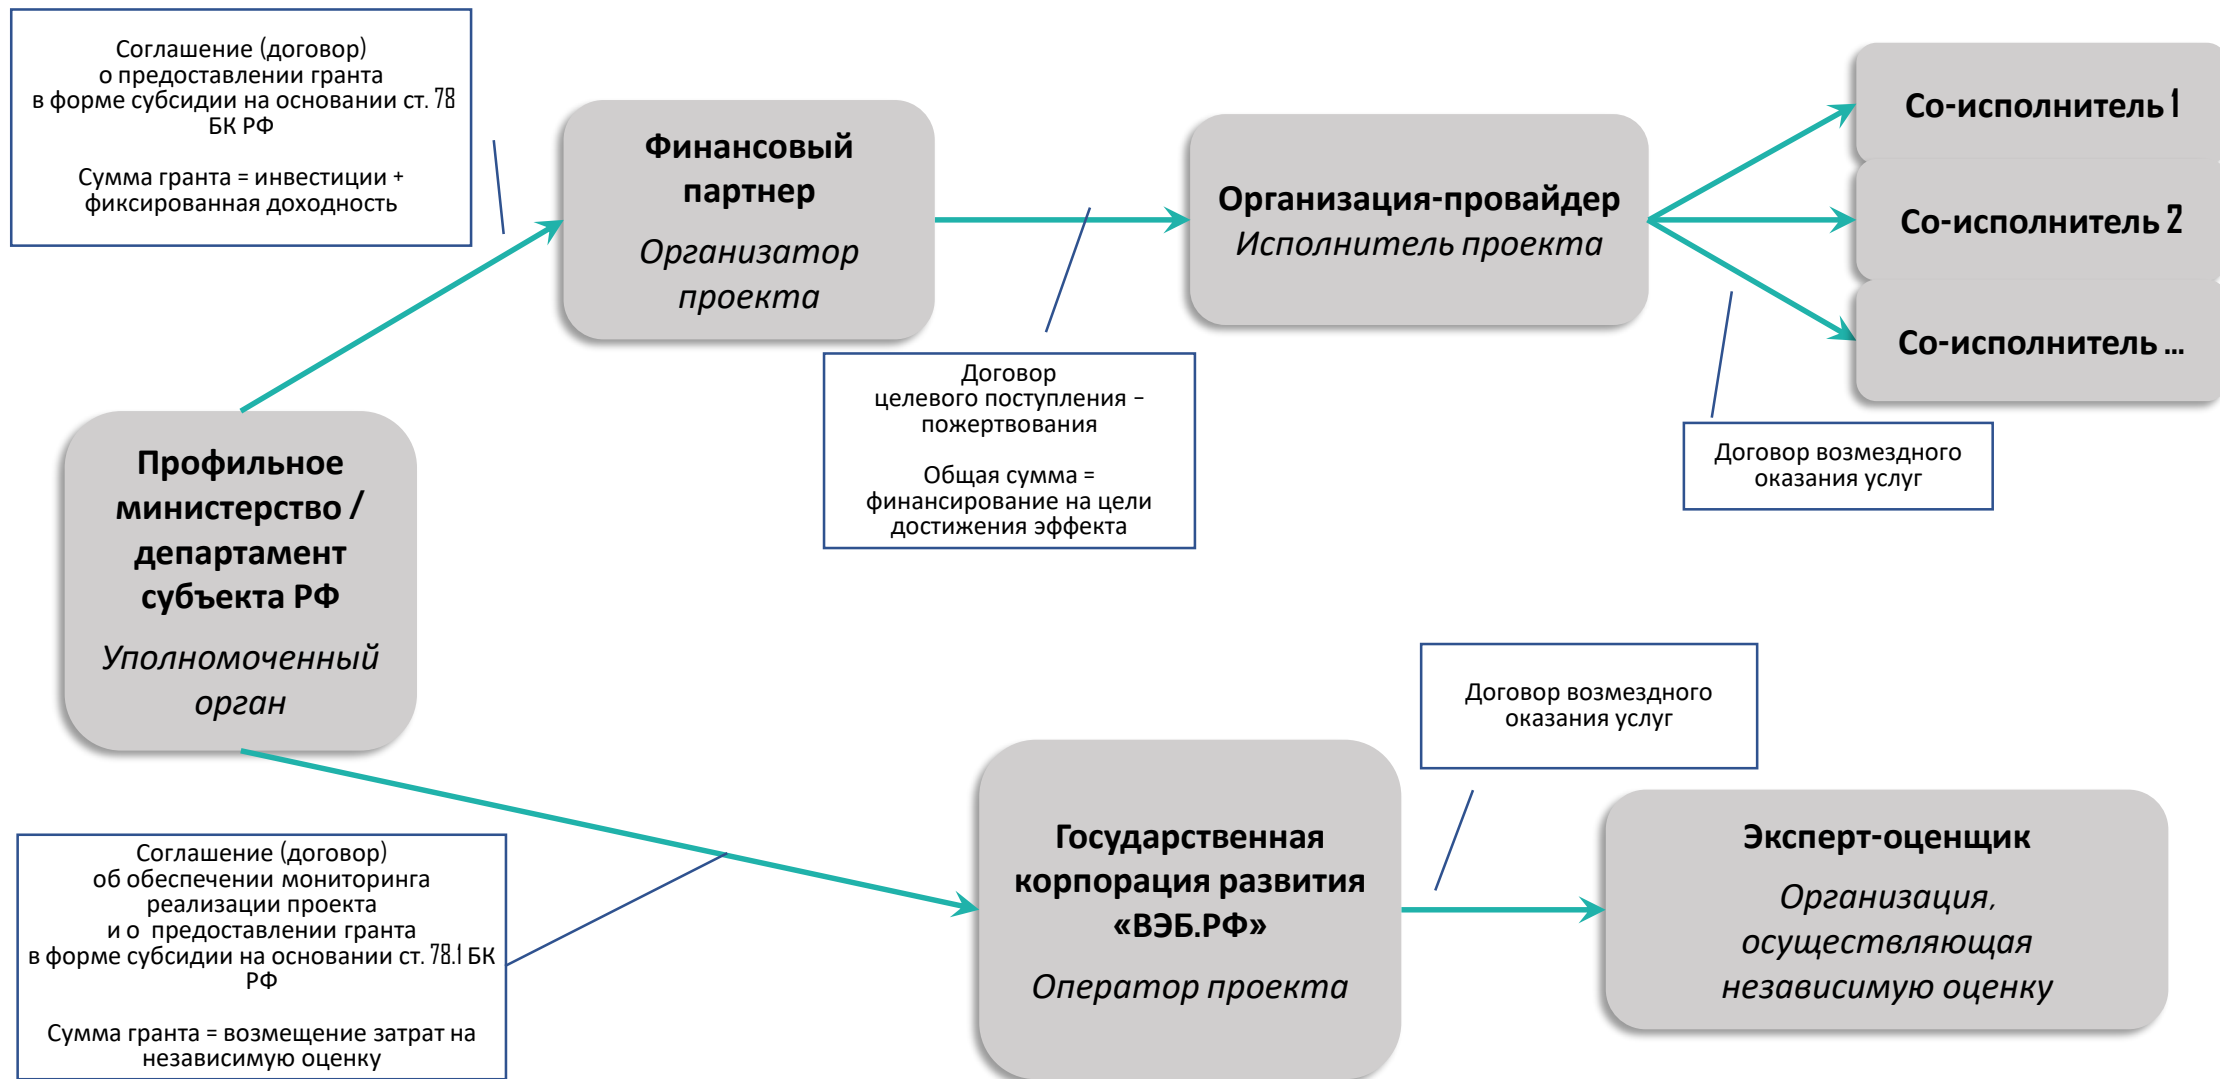 Соглашение (договор)
о предоставлении гранта
в форме субсидии на основании ст. 78
БК РФ
Сумма гранта = инвестиции +
фиксированная доходность
Финансовый
партнер
Организатор
проекта
Организация-провайдер
Исполнитель проекта
Со-исполнитель 1
Со-исполнитель 2
Со-исполнитель ...
Договор
целевого поступления –
пожертвования
Общая сумма =
финансирование на цели
достижения эффекта
Договор возмездного
оказания услуг
Профильное
министерство /
департамент
субъекта РФ
Уполномоченный
орган
Договор возмездного
оказания услуг
Соглашение (договор)
об обеспечении мониторинга
реализации проекта
и о предоставлении гранта
в форме субсидии на основании ст. 78.1 БК
РФ
Сумма гранта = возмещение затрат на
независимую оценку
Государственная
корпорация развития
«ВЭБ.РФ»
Оператор проекта
Эксперт-оценщик
Организация,
осуществляющая
независимую оценку